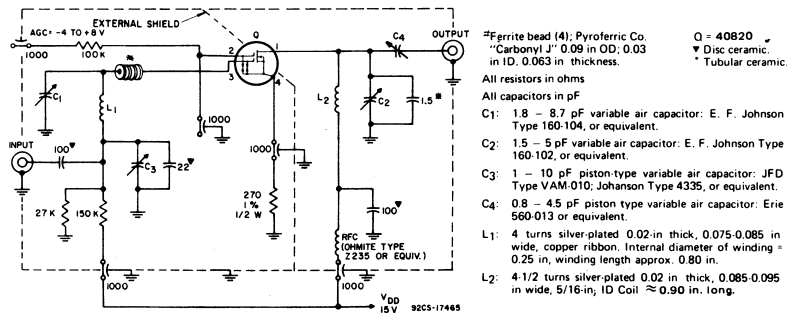 EXTERNAL SHIELD
AGC= -4 TO +8 V
1000
100K
*
Q
2
3
4
C4
OUTPUT
C1
L1
L2
C2
1.5 *
1000
1000
INPUT
100▼
C3
22▼
27 K
150K
270
1 %
1/2 W
100▼
RFC
(OHMITE TYPE
Z235 OR EQUIV.)
1000
1000
VDD
15 V
92CS-17465
#Ferrite bead (4); Pyroferric Co.
"Carbonyl J" 0.09 in OD; 0.03
in ID. 0.063 in thickness.
Q = 40820
▼ Disc ceramic.
* Tubular ceramic.
All resistors in ohms
All capacitors in pF
C1: 1.8 – 8.7 pF variable air capacitor: E. F. Johnson
Type 160-104, or equivalent.
C2: 1.5 – 5 pF variable air capacitor: E. F. Johnson Type
160-102, or equivalent.
C3: 1 – 10 pF piston-type variable air capacitor: JFD
Type VAM-010; Johanson Type 4335, or equivalent.
C4: 0.8 – 4.5 pF piston type variable air capacitor: Erie
560-013 or equivalent.
L1: 4 turns silver-plated 0.02-in thick, 0.075-0.085 in
wide, copper ribbon. Internal diameter of winding =
0.25 in, winding length approx. 0.80 in.
L2: 4-1/2 turns silver-plated 0.02 in thick, 0.085-0.095
in wide, 5/16-in; ID Coil ≈ 0.90 in. long.